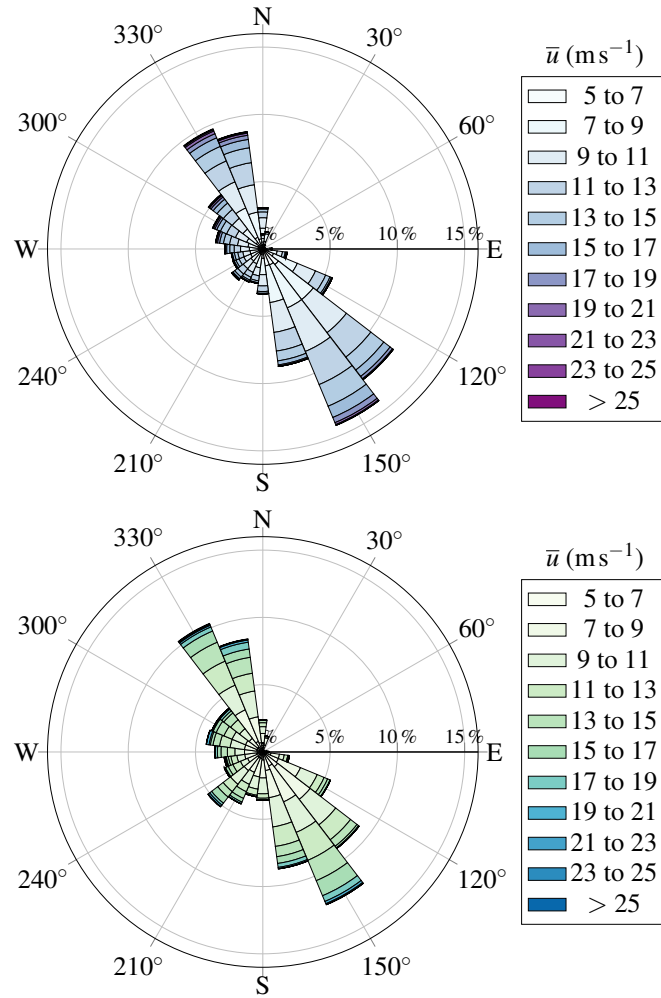 N
330° 30°
300° 60°
W % 5 % 10 % 15 % E
240° 120°
210° 150°
S
u̅ (m s⁻¹)
5 to 7
7 to 9
9 to 11
11 to 13
13 to 15
15 to 17
17 to 19
19 to 21
21 to 23
23 to 25
> 25
N
330° 30°
300° 60°
W % 5 % 10 % 15 % E
240° 120°
210° 150°
S
u̅ (m s⁻¹)
5 to 7
7 to 9
9 to 11
11 to 13
13 to 15
15 to 17
17 to 19
19 to 21
21 to 23
23 to 25
> 25